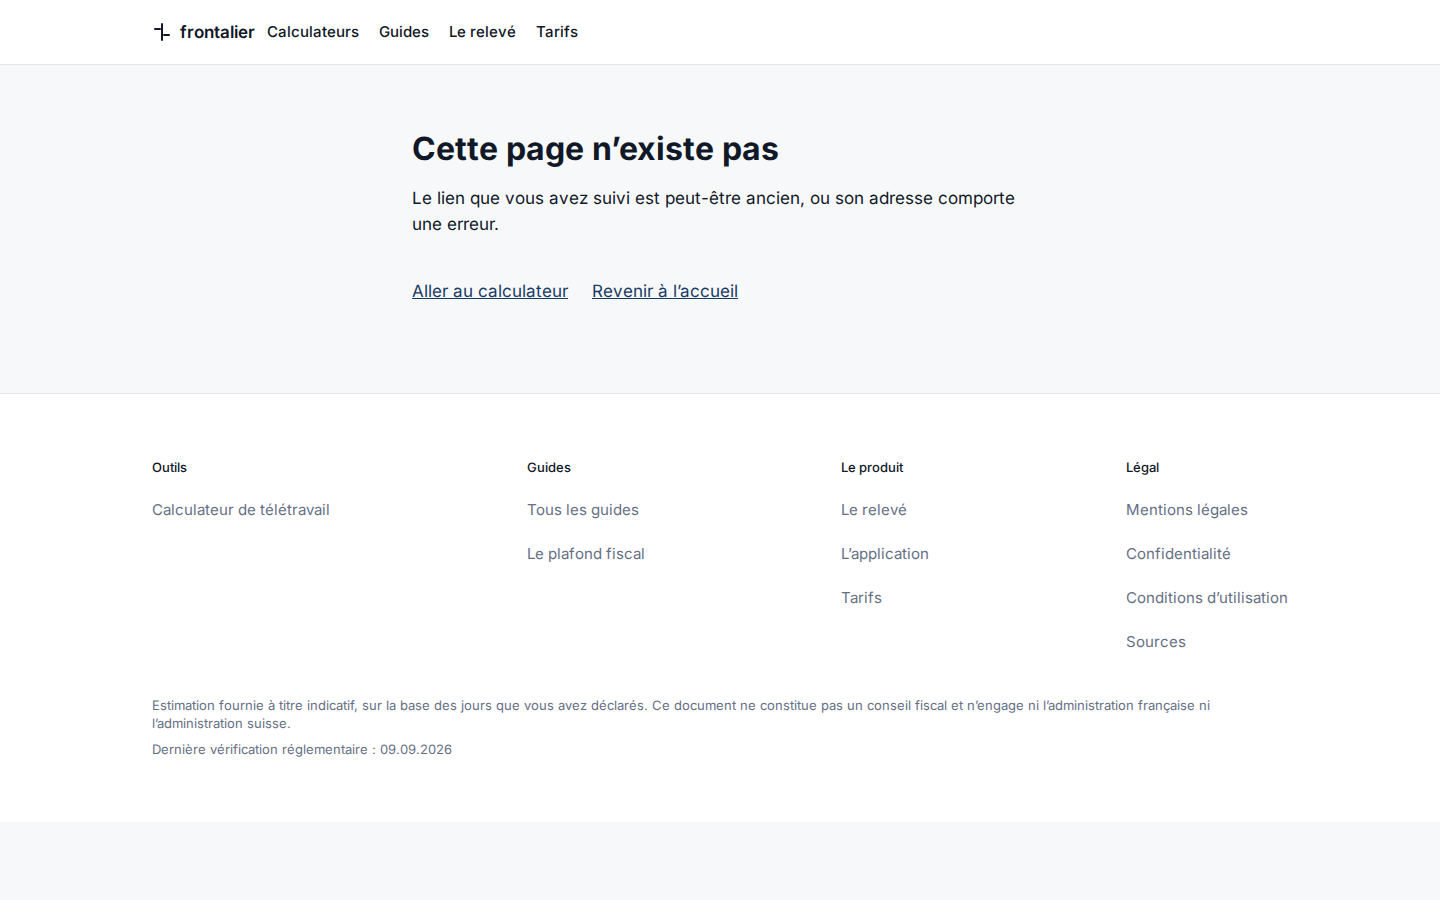 frontalier Calculateurs Guides Le relevé Tarifs
Cette page n’existe pas
Le lien que vous avez suivi est peut-être ancien, ou son adresse comporte
une erreur.
Aller au calculateur Revenir à l’accueil
Outils
Calculateur de télétravail
Guides
Tous les guides
Le plafond fiscal
Le produit
Le relevé
L’application
Tarifs
Légal
Mentions légales
Confidentialité
Conditions d’utilisation
Sources
Estimation fournie à titre indicatif, sur la base des jours que vous avez déclarés. Ce document ne constitue pas un conseil fiscal et n’engage ni l’administration française ni
l’administration suisse.
Dernière vérification réglementaire : 09.09.2026